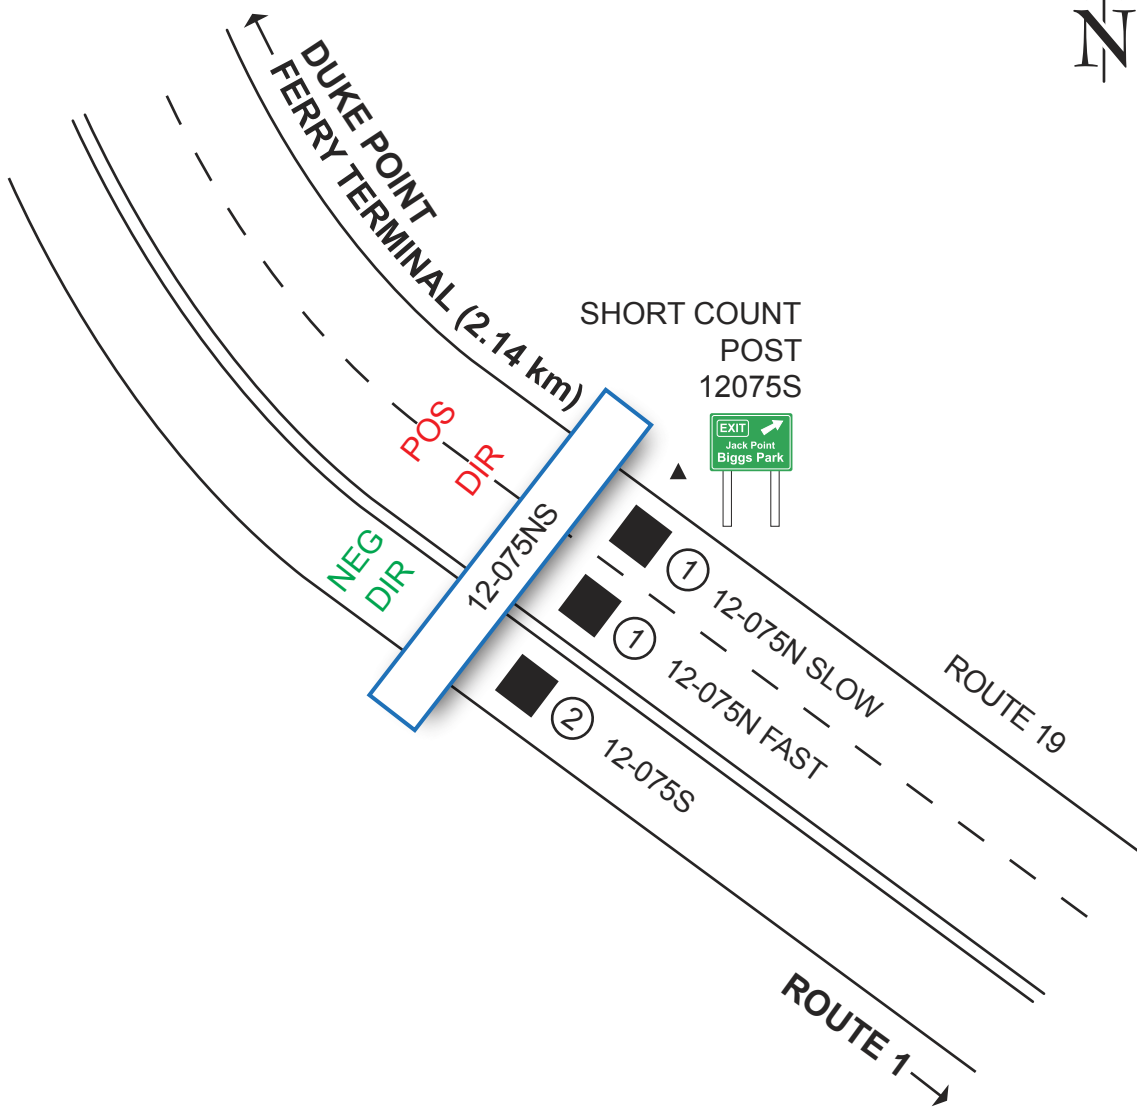 N
DUKE POINT
FERRY TERMINAL (2.14 km)
SHORT COUNT
POST
12075S
EXIT
Jack Point
Biggs Park
POS
DIR
NEG
DIR
12-075NS
1 12-075N SLOW
1 12-075N FAST
2 12-075S
ROUTE 19
ROUTE 1